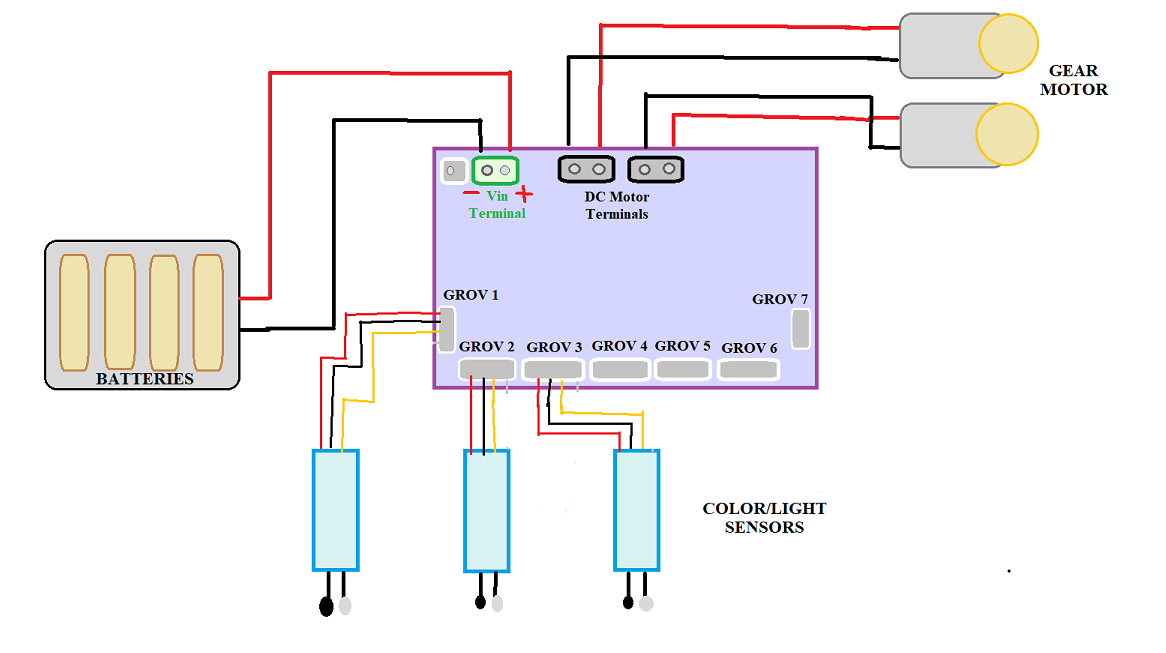 GEAR
MOTOR
− Vin +
Terminal
DC Motor
Terminals
BATTERIES
GROV 1
GROV 7
GROV 2
GROV 3
GROV 4
GROV 5
GROV 6
COLOR/LIGHT
SENSORS